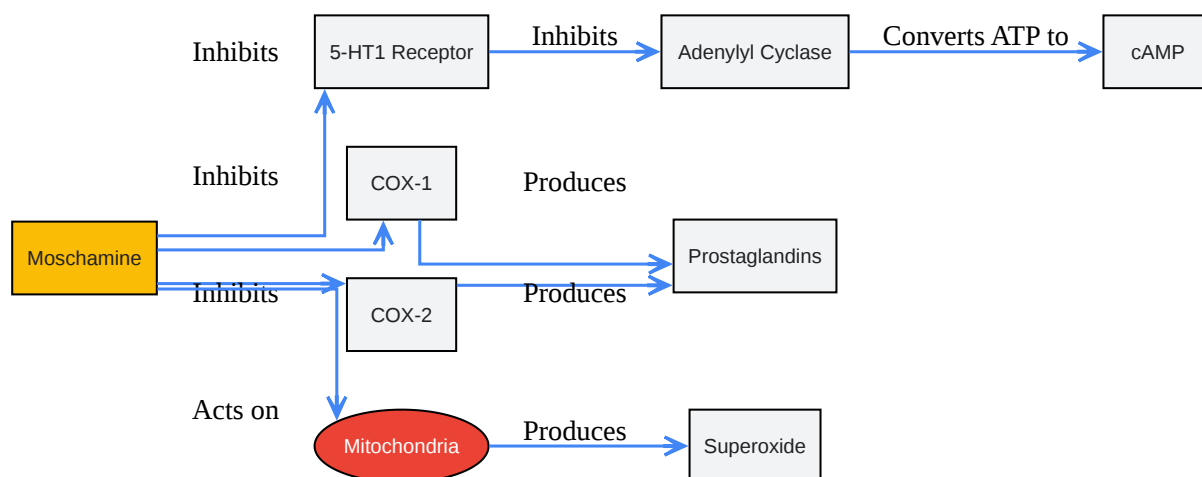 Inhibits
5-HT1 Receptor
Inhibits
Adenylyl Cyclase
Converts ATP to
cAMP
Inhibits
COX-1
Produces
Moschamine
Prostaglandins
Inhibits
COX-2
Produces
Acts on
Mitochondria
Produces
Superoxide